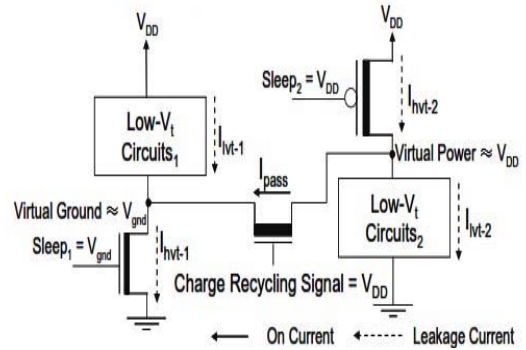 V_DD
V_DD
Sleep₂ = V_DD
I_hvt-2
Low-V_t
Circuits₁
I_lvt-1
I_pass
Virtual Power ≈ V_DD
Virtual Ground ≈ V_gnd
Low-V_t
Circuits₂
I_lvt-2
Sleep₁ = V_gnd
I_hvt-1
Charge Recycling Signal = V_DD
On Current
Leakage Current